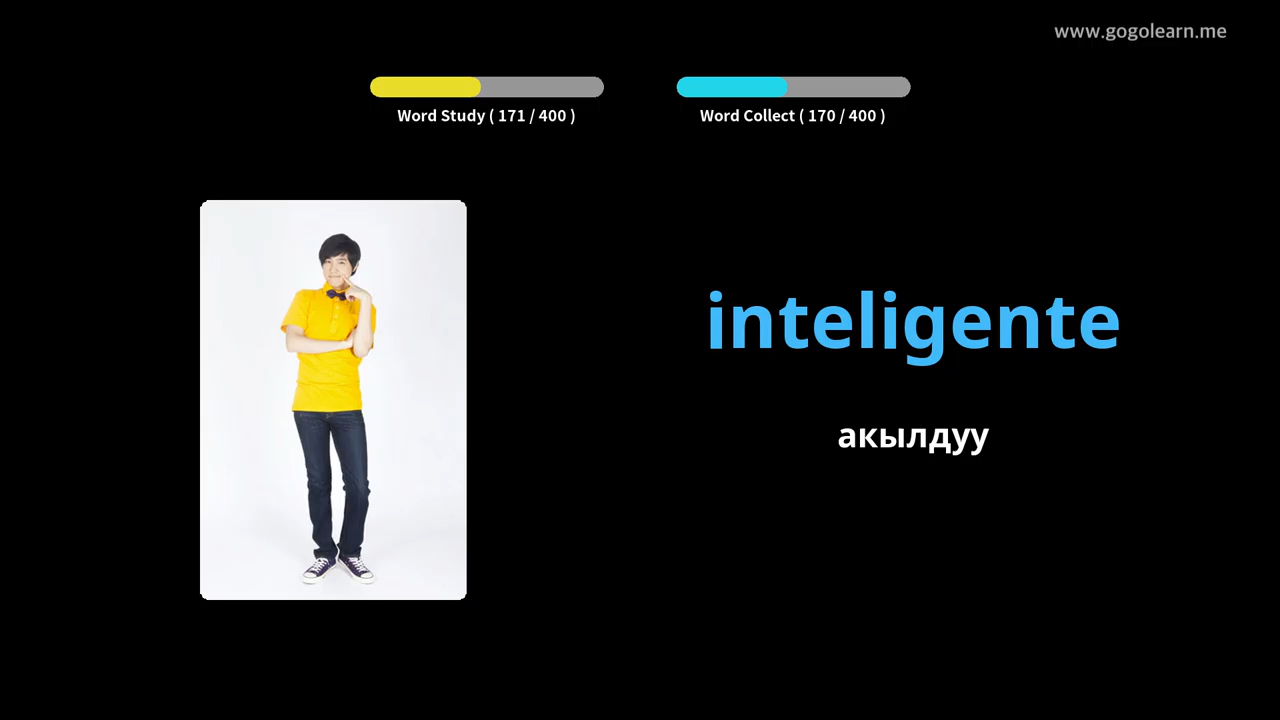 www.gogolearn.me
Word Study ( 171 / 400 )
Word Collect ( 170 / 400 )
inteligente
акылдуу